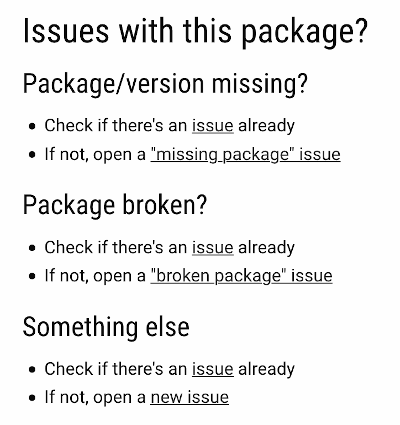 Issues with this package?
Package/version missing?
• Check if there's an issue already
• If not, open a "missing package" issue
Package broken?
• Check if there's an issue already
• If not, open a "broken package" issue
Something else
• Check if there's an issue already
• If not, open a new issue